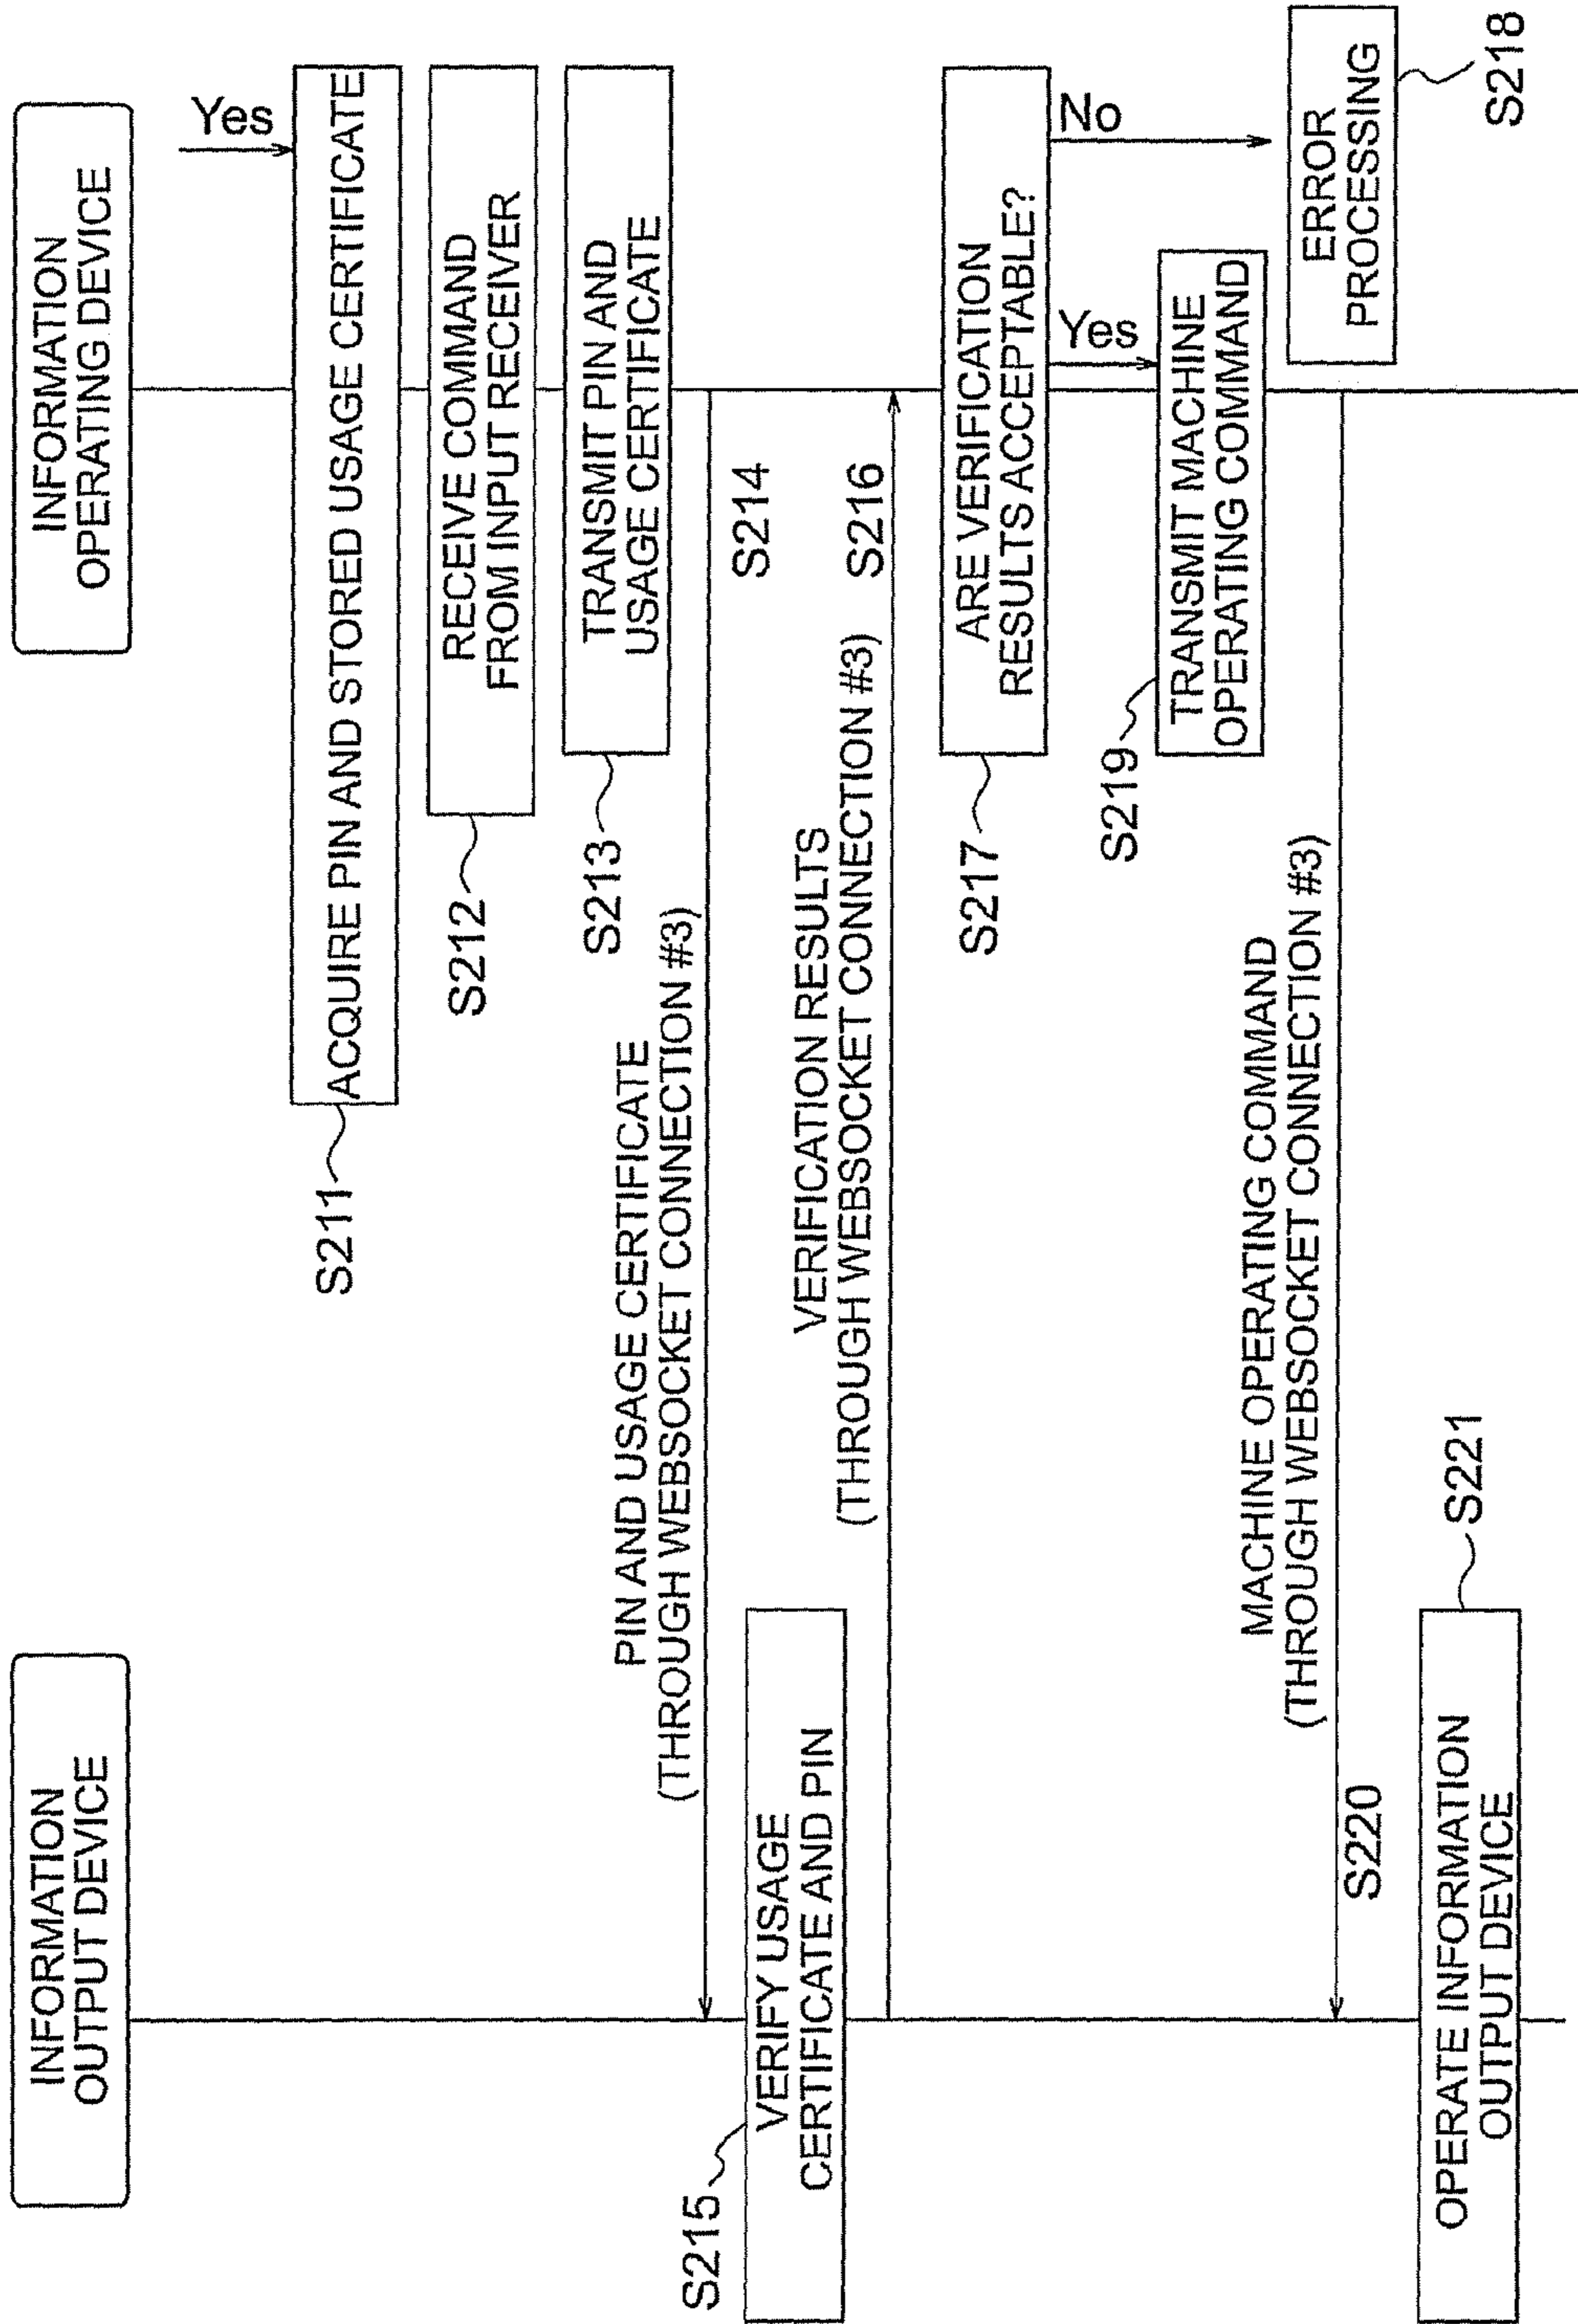 INFORMATION
OUTPUT DEVICE
INFORMATION
OPERATING DEVICE
Yes
S211
ACQUIRE PIN AND STORED USAGE CERTIFICATE
S212
RECEIVE COMMAND
FROM INPUT RECEIVER
S213
TRANSMIT PIN AND
USAGE CERTIFICATE
PIN AND USAGE CERTIFICATE
(THROUGH WEBSOCKET CONNECTION #3)
S214
S215
VERIFY USAGE
CERTIFICATE AND PIN
VERIFICATION RESULTS
(THROUGH WEBSOCKET CONNECTION #3)
S216
S217
ARE VERIFICATION
RESULTS ACCEPTABLE?
Yes
No
S219
TRANSMIT MACHINE
OPERATING COMMAND
ERROR
PROCESSING
S218
MACHINE OPERATING COMMAND
(THROUGH WEBSOCKET CONNECTION #3)
S220
OPERATE INFORMATION
OUTPUT DEVICE
S221